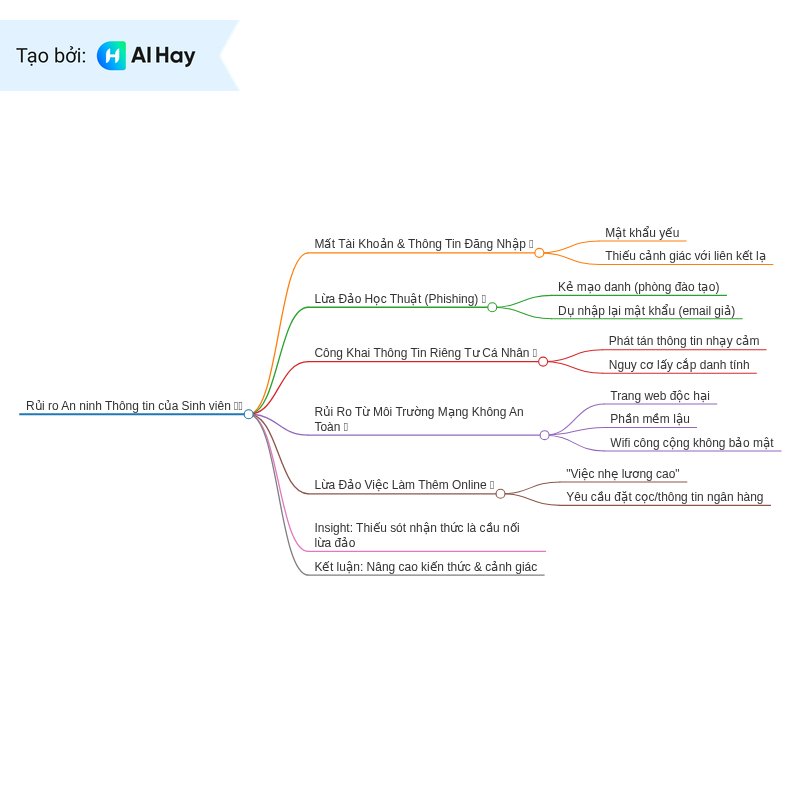 Tạo bởi: AI Hay
Mật khẩu yếu
Mất Tài Khoản & Thông Tin Đăng Nhập
Thiếu cảnh giác với liên kết lạ
Kẻ mạo danh (phòng đào tạo)
Lừa Đảo Học Thuật (Phishing)
Dụ nhập lại mật khẩu (email giả)
Phát tán thông tin nhạy cảm
Công Khai Thông Tin Riêng Tư Cá Nhân
Nguy cơ lấy cắp danh tính
Rủi ro An ninh Thông tin của Sinh viên
Trang web độc hại
Rủi Ro Từ Môi Trường Mạng Không An
Toàn
Phần mềm lậu
Wifi công cộng không bảo mật
"Việc nhẹ lương cao"
Lừa Đảo Việc Làm Thêm Online
Yêu cầu đặt cọc/thông tin ngân hàng
Insight: Thiếu sót nhận thức là cầu nối
lừa đảo
Kết luận: Nâng cao kiến thức & cảnh giác